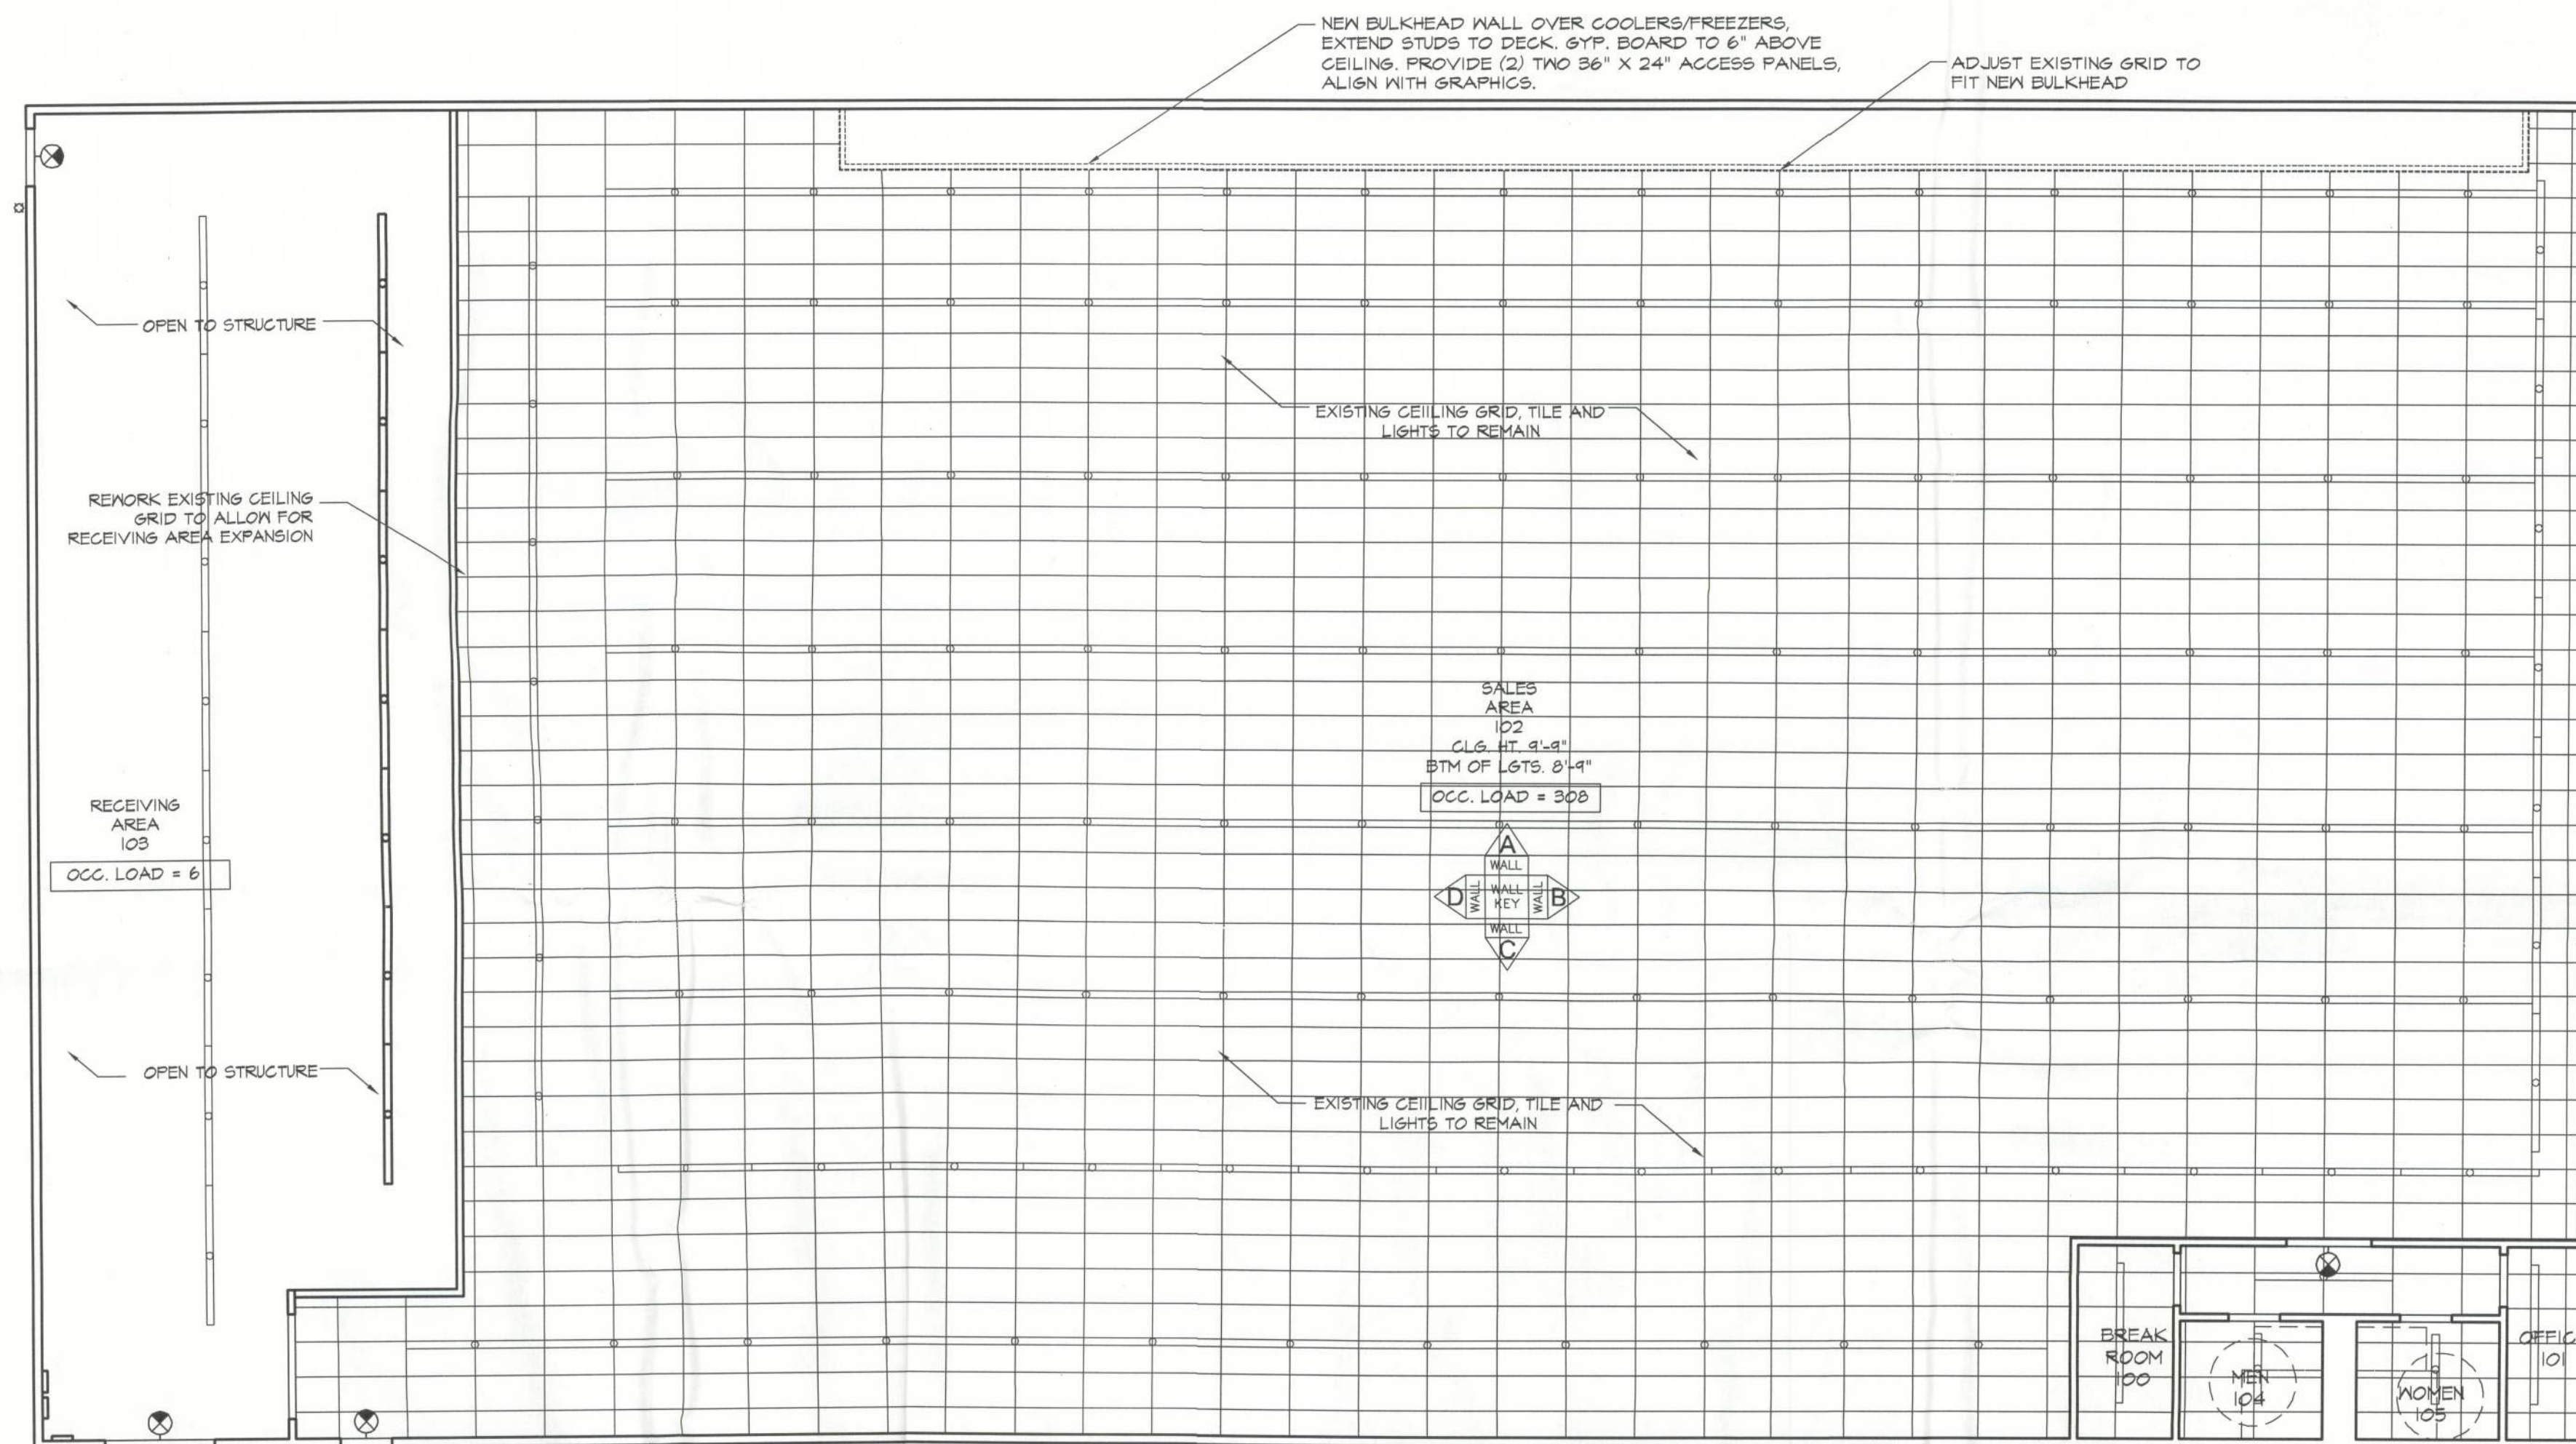 NEW BULKHEAD WALL OVER COOLERS/FREEZERS,
EXTEND STUDS TO DECK. GYP. BOARD TO 6" ABOVE
CEILING. PROVIDE (2) TWO 36" X 24" ACCESS PANELS,
ALIGN WITH GRAPHICS.
ADJUST EXISTING GRID TO
FIT NEW BULKHEAD
OPEN TO STRUCTURE
EXISTING CEIILING GRID, TILE AND
LIGHTS TO REMAIN
REWORK EXISTING CEILING
GRID TO ALLOW FOR
RECEIVING AREA EXPANSION
SALES
AREA
102
CLG. HT. 9'-9"
BTM OF LGTS. 8'-9"
OCC. LOAD = 308
RECEIVING
AREA
103
OCC. LOAD = 6
A
WALL
D
WALL
WALL
KEY
WALL
B
WALL
C
OPEN TO STRUCTURE
EXISTING CEIILING GRID, TILE AND
LIGHTS TO REMAIN
BREAK
ROOM
100
MEN
104
WOMEN
105
OFFIC
101